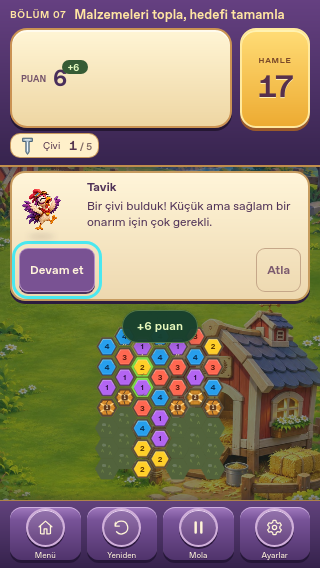 BÖLÜM 07 Malzemeleri topla, hedefi tamamla
PUAN 6 +6
HAMLE
17
Çivi 1 / 5
Tavik
Bir çivi bulduk! Küçük ama sağlam bir
onarım için çok gerekli.
Devam et
Atla
+6 puan
Menü
Yeniden
Mola
Ayarlar